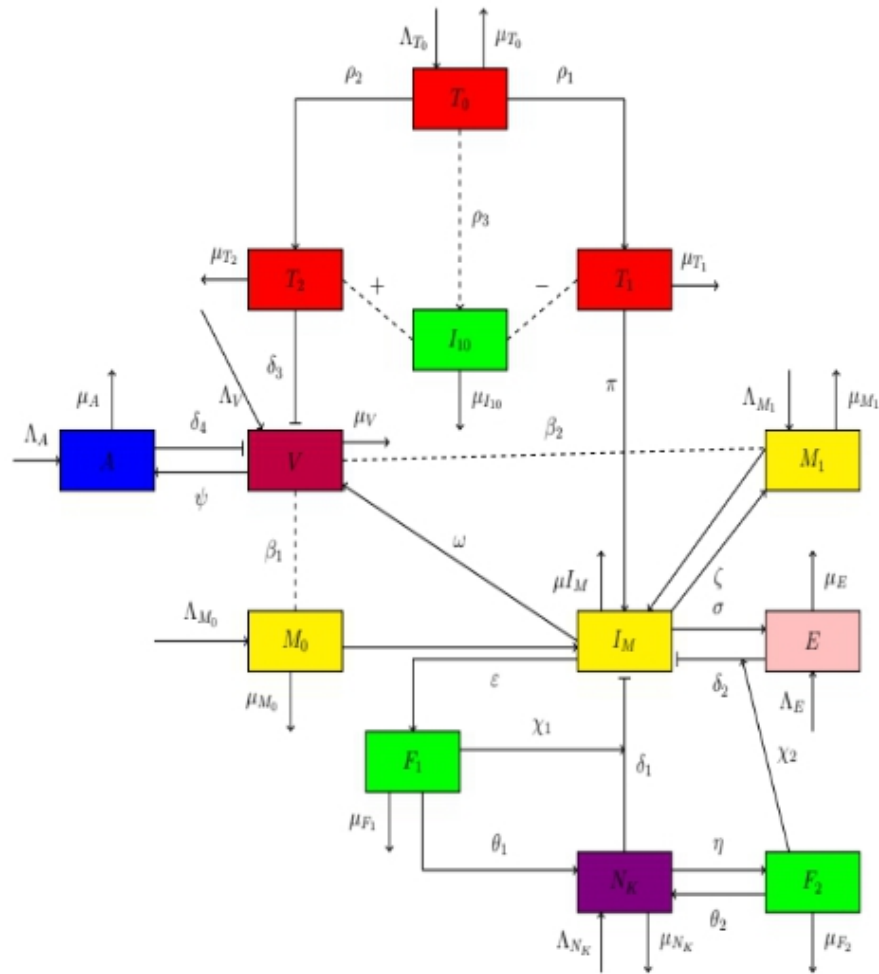 Λ_{T_0} μ_{T_0}
ρ_2 T_0 ρ_1
ρ_3
μ_{T_2} T_2 + − T_1 μ_{T_1}
I_{10}
δ_3 Λ_V μ_{I_{10}} π
μ_A μ_V Λ_{M_1} μ_{M_1}
Λ_A δ_4 β_2
A V M_1
ψ
β_1 ω
μI_M ζ μ_E
Λ_{M_0} σ
M_0 I_M E
μ_{M_0} ε δ_2 Λ_E
F_1 χ_1 δ_1 χ_2
μ_{F_1} θ_1 η
N_K F_2
θ_2
Λ_{N_K} μ_{N_K} μ_{F_2}